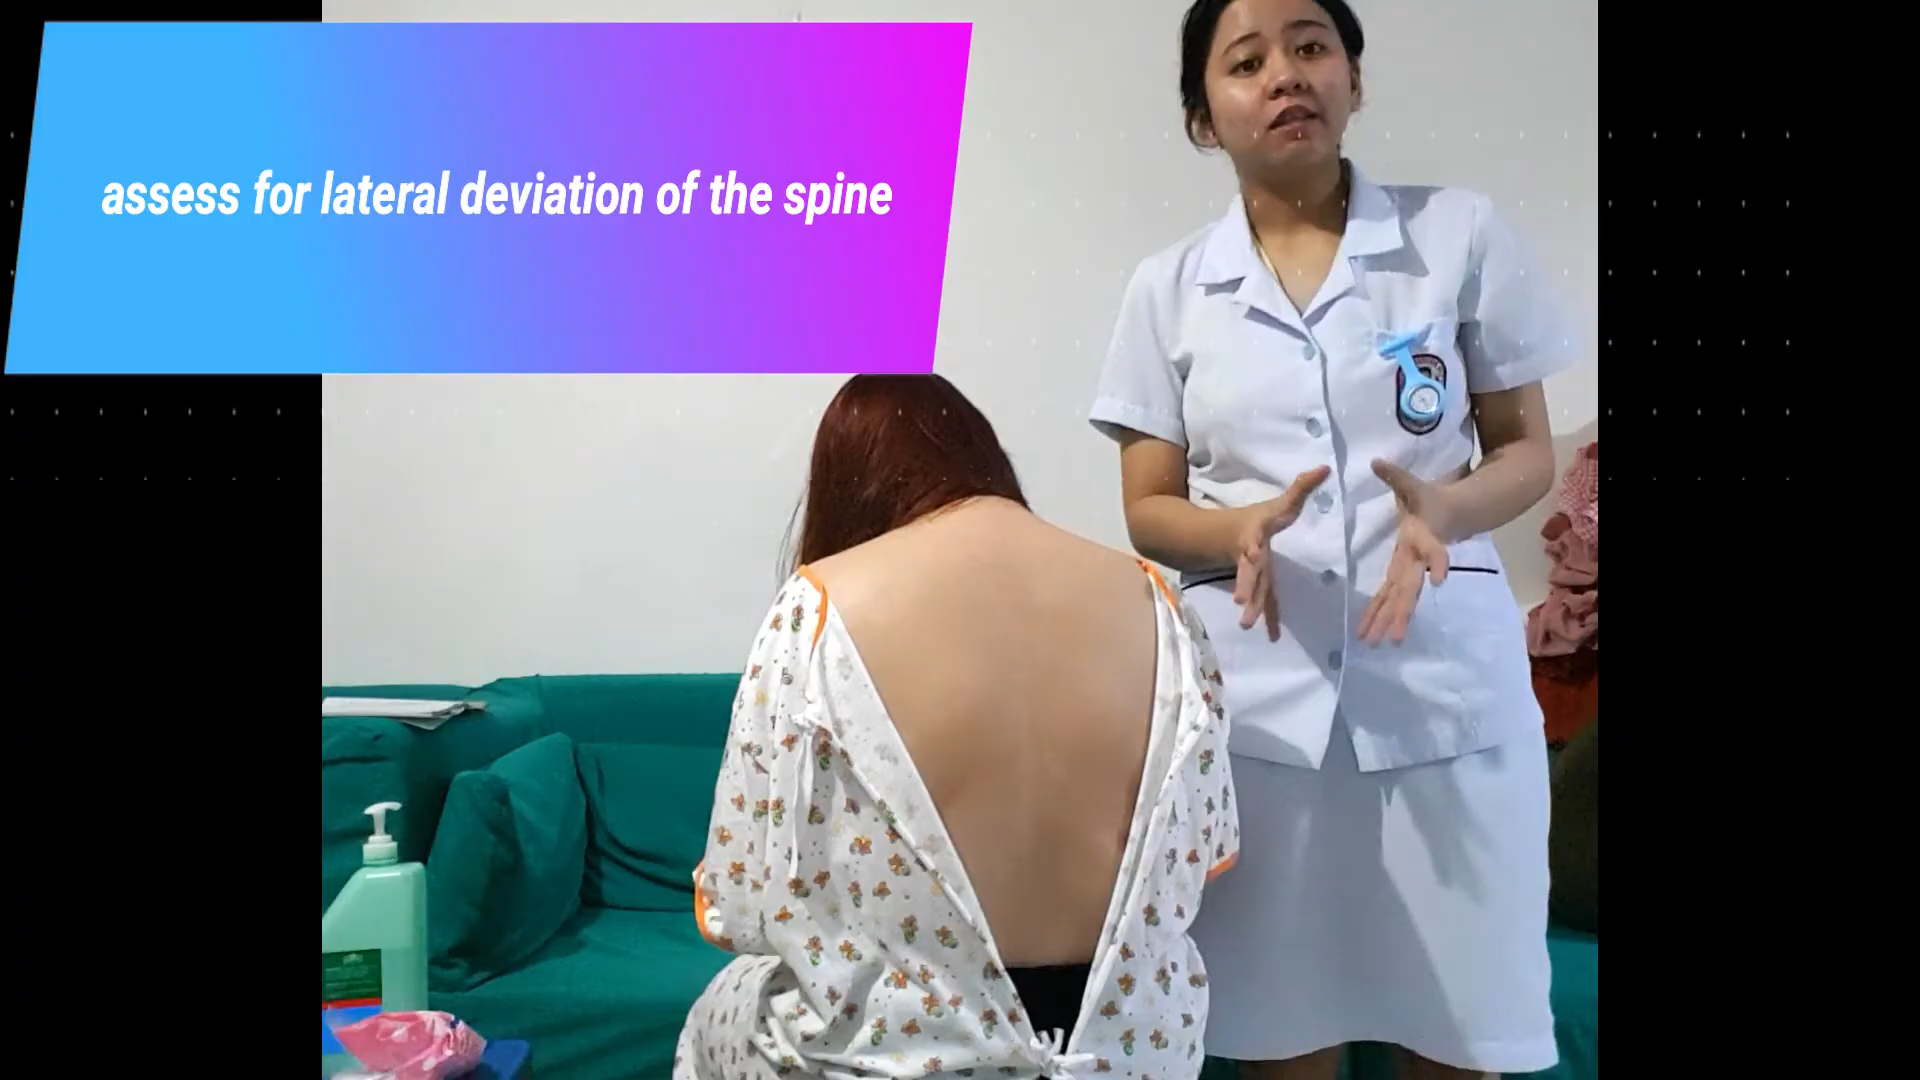 assess for lateral deviation of the spine